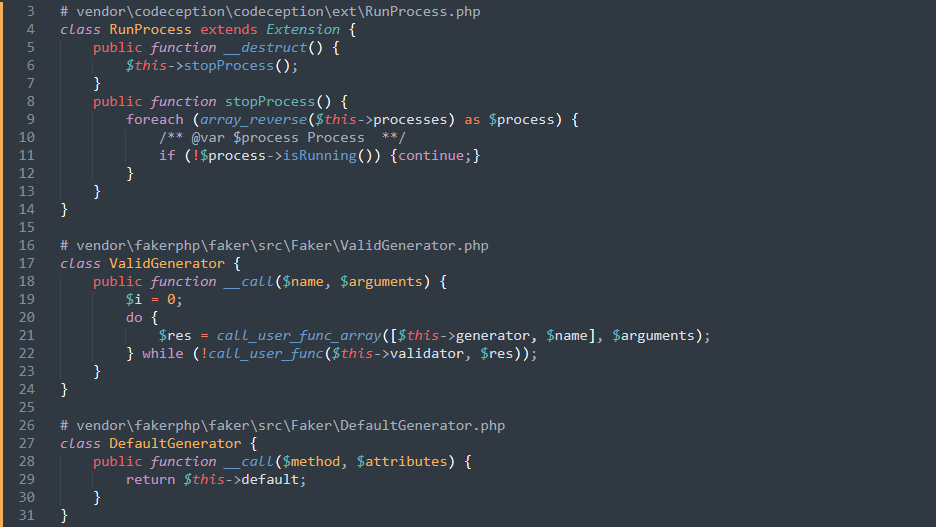 3 # vendor\codeception\codeception\ext\RunProcess.php
4 class RunProcess extends Extension {
5     public function __destruct() {
6         $this->stopProcess();
7     }
8     public function stopProcess() {
9         foreach (array_reverse($this->processes) as $process) {
10             /** @var $process Process  **/
11             if (!$process->isRunning()) {continue;}
12         }
13     }
14 }
15
16 # vendor\fakerphp\faker\src\Faker\ValidGenerator.php
17 class ValidGenerator {
18     public function __call($name, $arguments) {
19         $i = 0;
20         do {
21             $res = call_user_func_array([$this->generator, $name], $arguments);
22         } while (!call_user_func($this->validator, $res));
23     }
24 }
25
26 # vendor\fakerphp\faker\src\Faker\DefaultGenerator.php
27 class DefaultGenerator {
28     public function __call($method, $attributes) {
29         return $this->default;
30     }
31 }